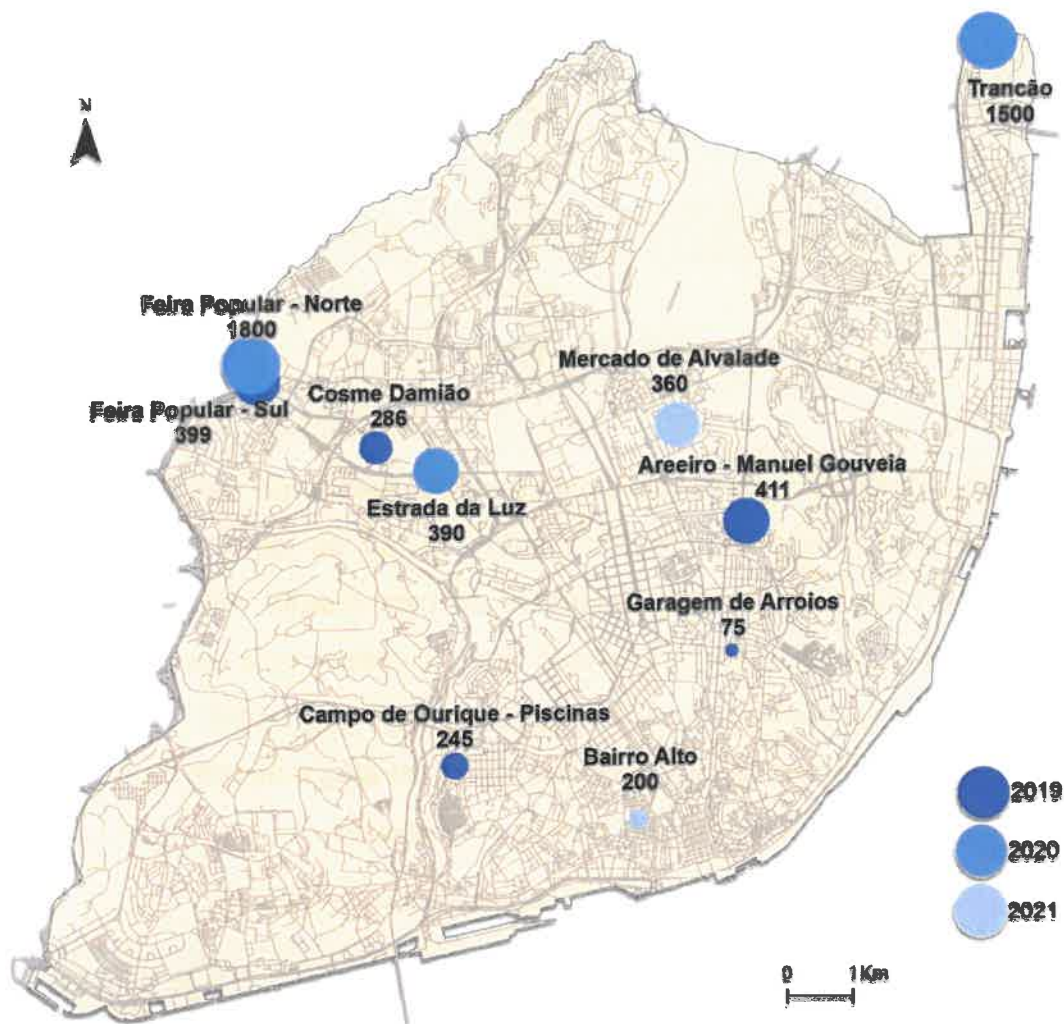 N
Trancão
1500
Feira Popular - Norte
1800
Mercado de Alvalade
360
Cosme Damião
286
Feira Popular - Sul
399
Areeiro - Manuel Gouveia
411
Estrada da Luz
390
Garagem de Arroios
75
Campo de Ourique - Piscinas
245
Bairro Alto
200
2019
2020
2021
0 1 Km